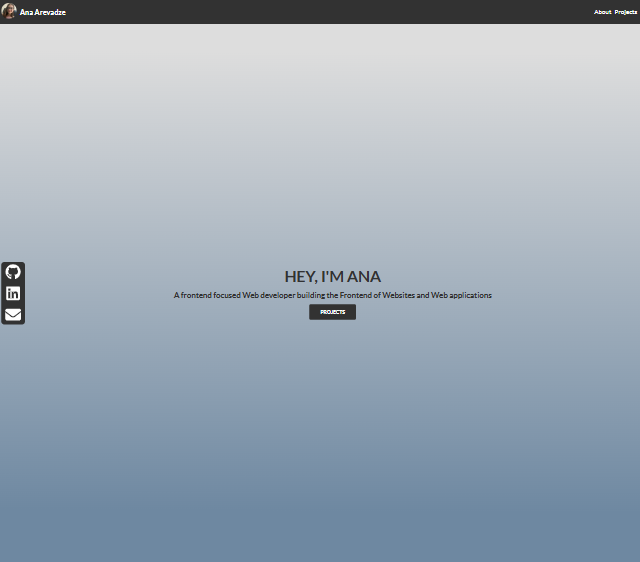 Ana Arevadze
About Projects
HEY, I'M ANA
A frontend focused Web developer building the Frontend of Websites and Web applications
PROJECTS